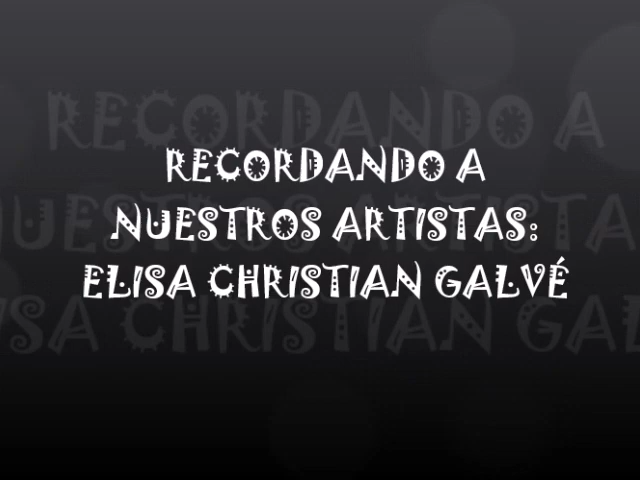 RECORDANDO A
NUESTROS ARTISTAS:
ELISA CHRISTIAN GALVÉ